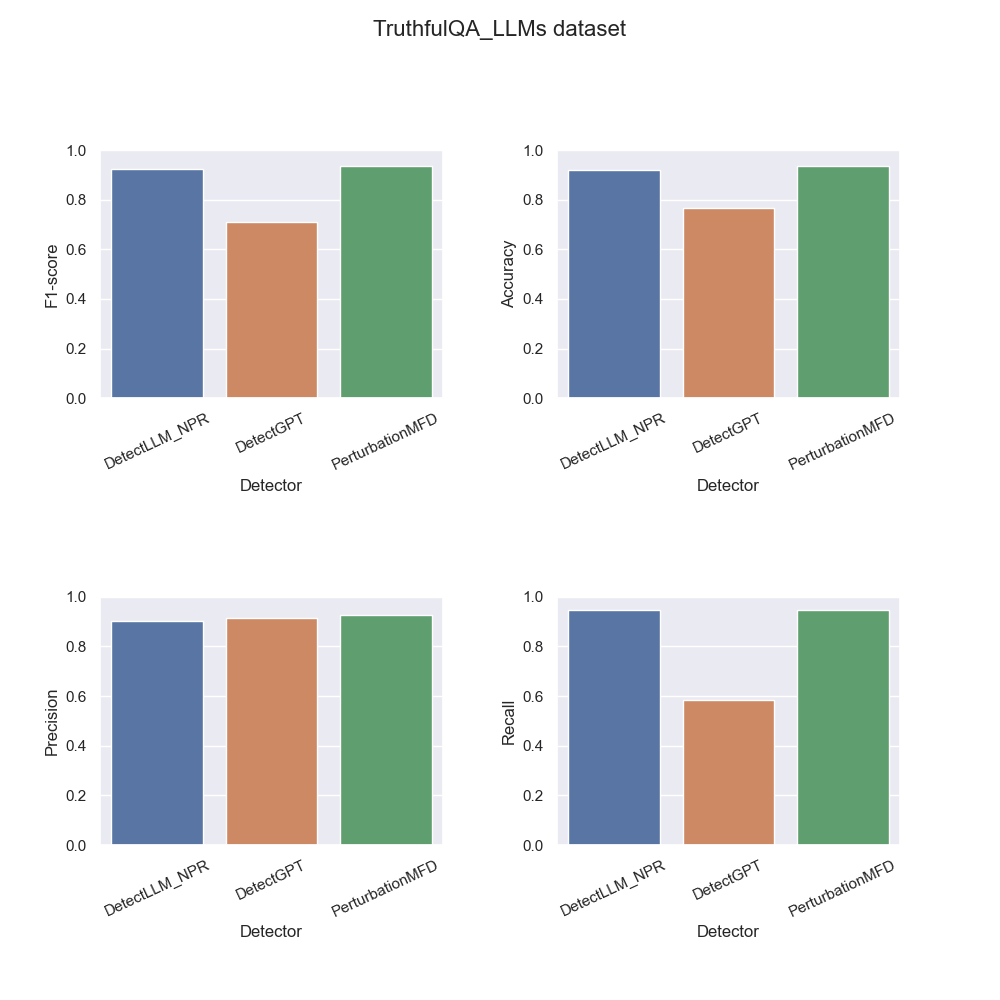 TruthfulQA_LLMs dataset
1.0
0.8
0.6
0.4
0.2
0.0
F1-score
DetectLLM_NPR
DetectGPT
PerturbationMFD
Detector
1.0
0.8
0.6
0.4
0.2
0.0
Accuracy
DetectLLM_NPR
DetectGPT
PerturbationMFD
Detector
1.0
0.8
0.6
0.4
0.2
0.0
Precision
DetectLLM_NPR
DetectGPT
PerturbationMFD
Detector
1.0
0.8
0.6
0.4
0.2
0.0
Recall
DetectLLM_NPR
DetectGPT
PerturbationMFD
Detector